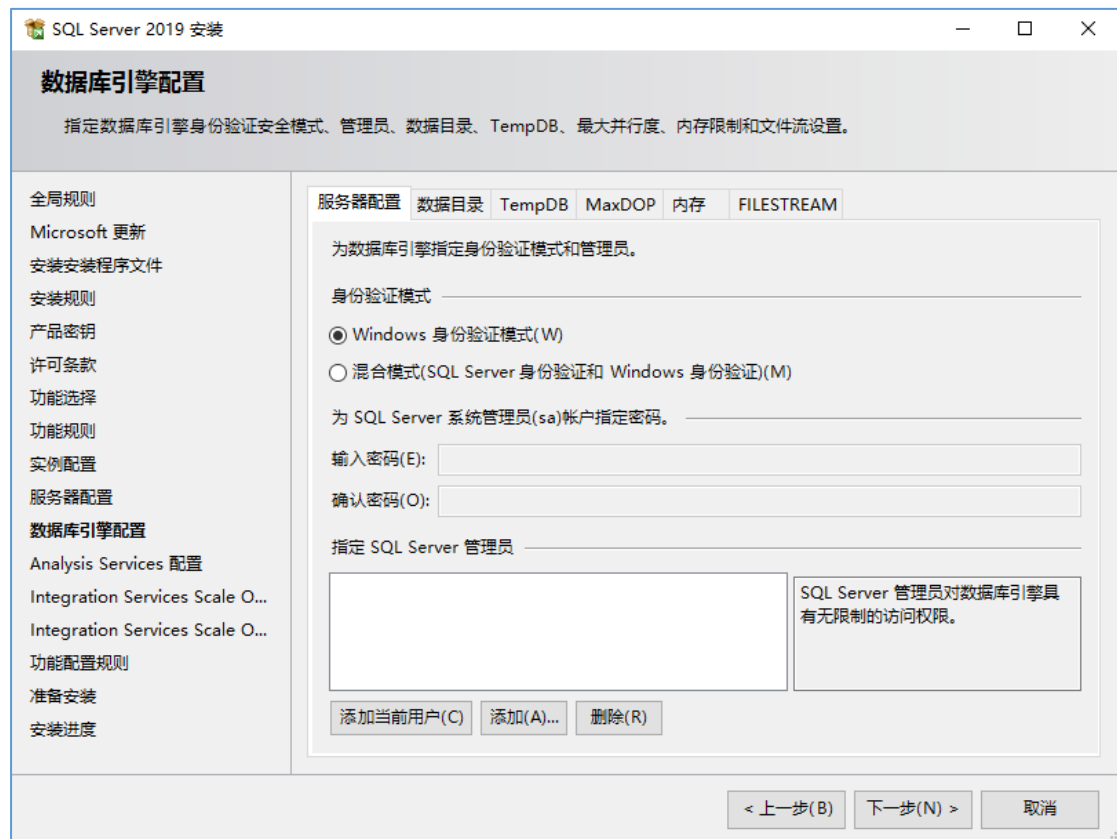 SQL Server 2019 安装
数据库引擎配置
指定数据库引擎身份验证安全模式、管理员、数据目录、TempDB、最大并行度、内存限制和文件流设置。
全局规则
Microsoft 更新
安装安装程序文件
安装规则
产品密钥
许可条款
功能选择
功能规则
实例配置
服务器配置
数据库引擎配置
Analysis Services 配置
Integration Services Scale O...
Integration Services Scale O...
功能配置规则
准备安装
安装进度
服务器配置 数据目录 TempDB MaxDOP 内存 FILESTREAM
为数据库引擎指定身份验证模式和管理员。
身份验证模式
Windows 身份验证模式(W)
混合模式(SQL Server 身份验证和 Windows 身份验证)(M)
为 SQL Server 系统管理员(sa)帐户指定密码。
输入密码(E):
确认密码(O):
指定 SQL Server 管理员
SQL Server 管理员对数据库引擎具
有无限制的访问权限。
添加当前用户(C) 添加(A)... 删除(R)
< 上一步(B) 下一步(N) > 取消